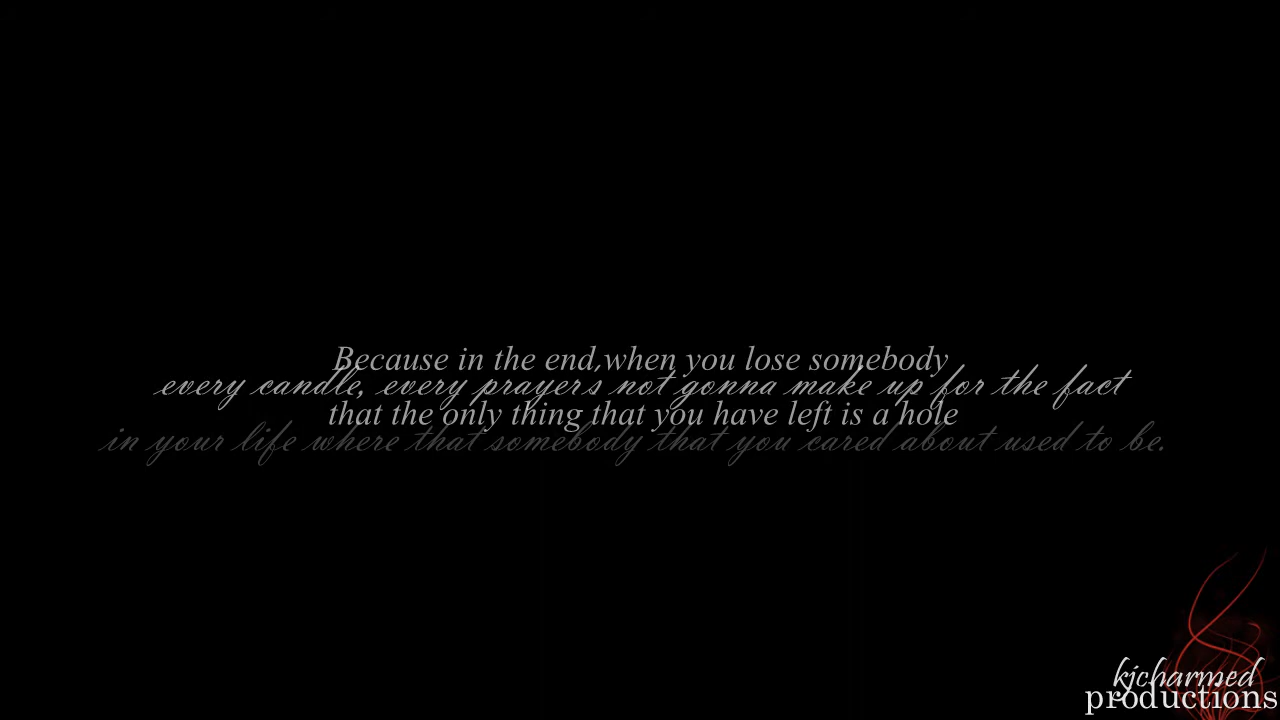 Because in the end,when you lose somebody
every candle, every prayer's not gonna make up for the fact
that the only thing that you have left is a hole
in your life where that somebody that you cared about used to be.
kjcharmed
productions